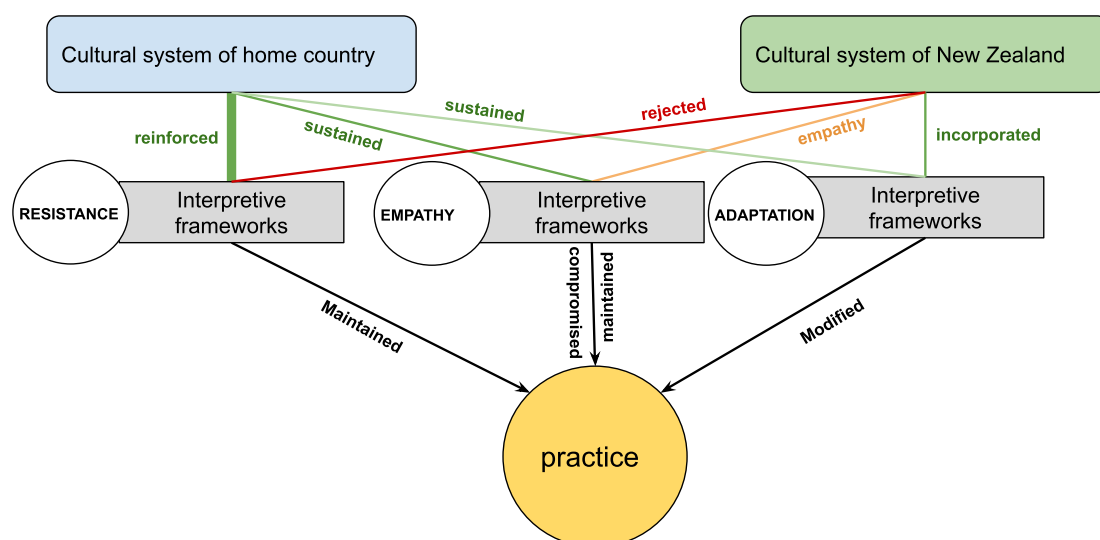 Cultural system of home country
Cultural system of New Zealand
reinforced
sustained
sustained
rejected
empathy
incorporated
RESISTANCE
Interpretive
frameworks
EMPATHY
Interpretive
frameworks
ADAPTATION
Interpretive
frameworks
Maintained
compromised
maintained
Modified
practice